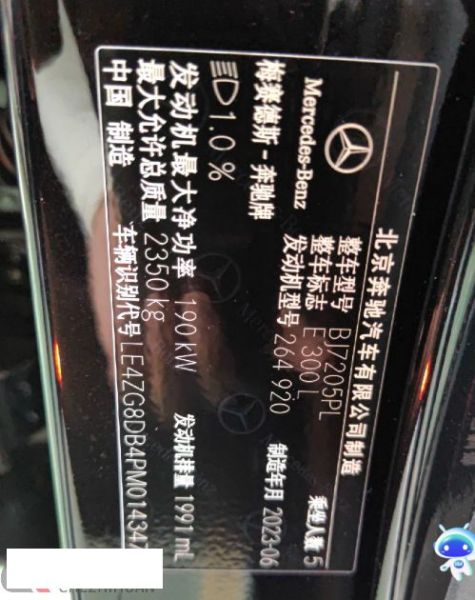 北京奔驰汽车有限公司制造
Mercedes-Benz
梅赛德斯-奔驰牌
整车型号 BJ7205PL
整车标志 E 300 L
发动机型号 264 920
乘坐人数 5
制造年月 2023-06
1.0 %
发动机最大净功率 190 kW
发动机排量 1991 mL
最大允许总质量 2350 kg
中国 制造
车辆识别代号 LE4ZG8DB4PM014347